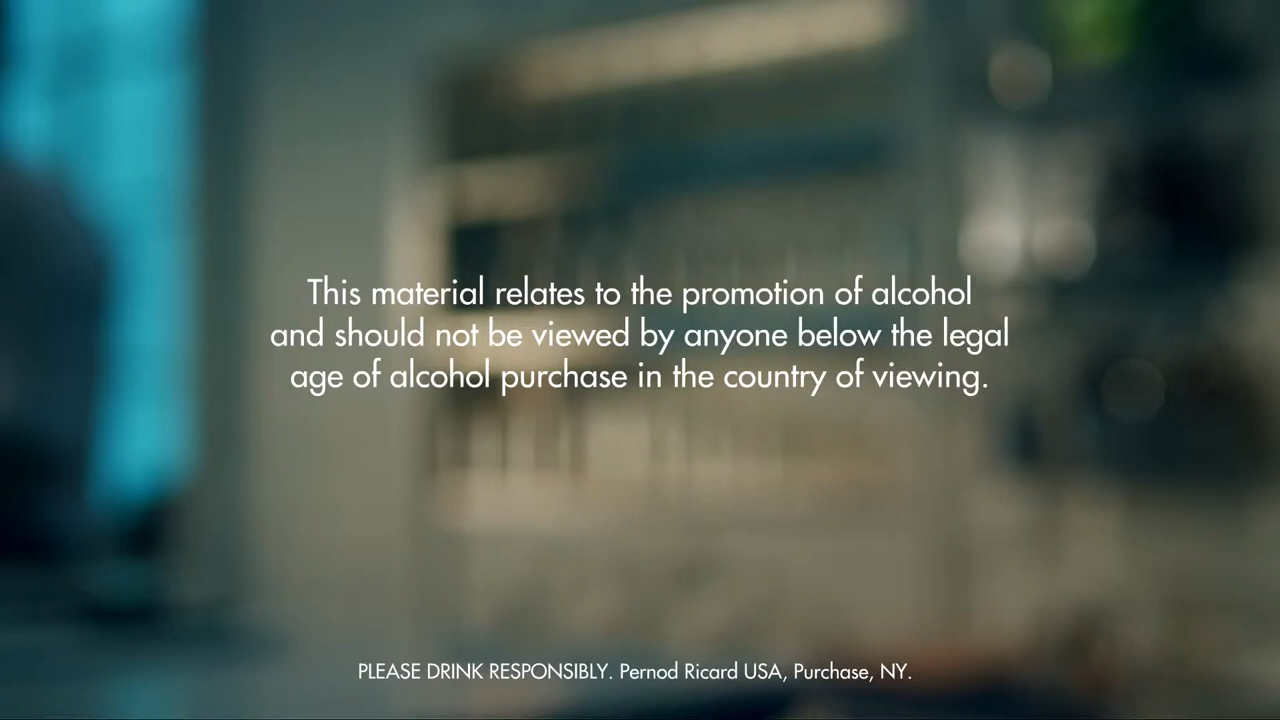 This material relates to the promotion of alcohol
and should not be viewed by anyone below the legal
age of alcohol purchase in the country of viewing.
PLEASE DRINK RESPONSIBLY. Pernod Ricard USA, Purchase, NY.